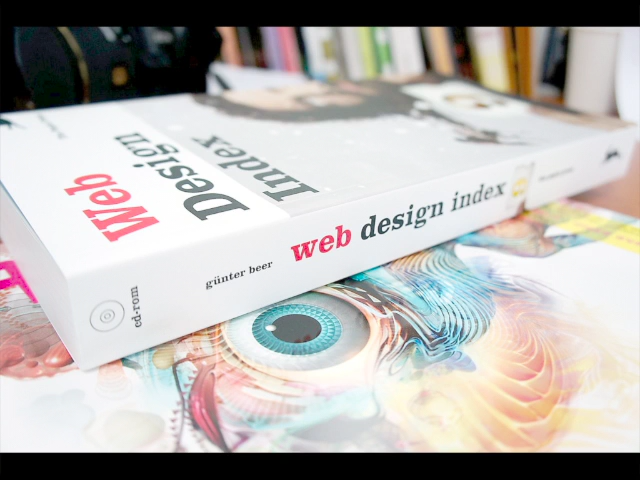 Web
Design
Index
günter beer
web design index
cd-rom